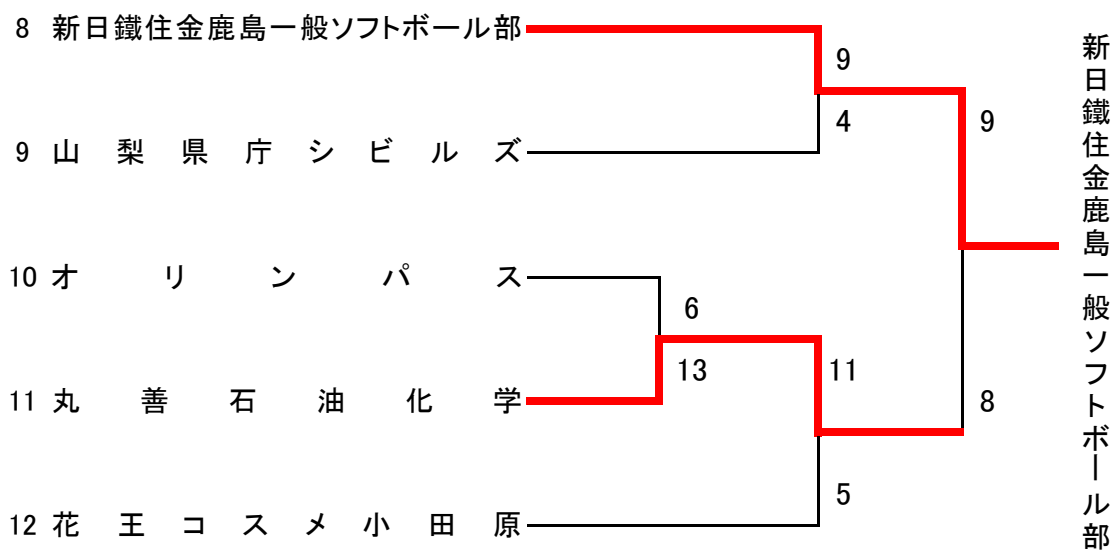 8 新日鐵住金鹿島一般ソフトボール部
9
4
9 山梨県庁シビルズ
9
10 オリンパス
6
13
11
11 丸善石油化学
8
5
12 花王コスメ小田原
新日鐵住金鹿島一般ソフトボール部